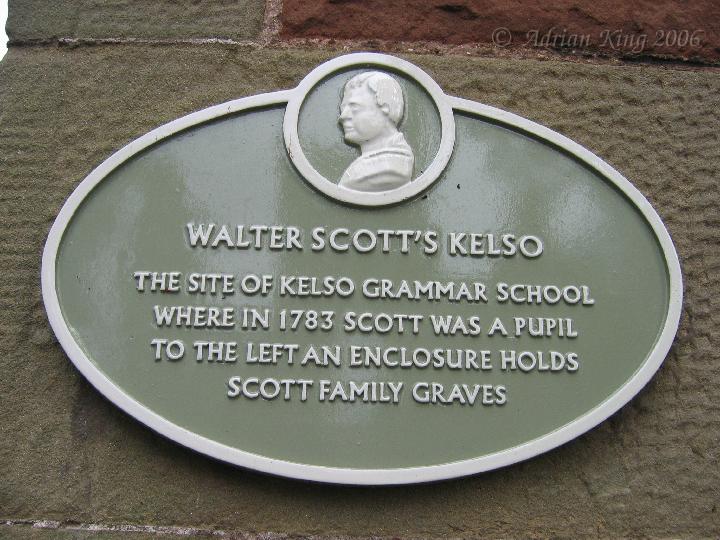 © Adrian King 2006
WALTER SCOTT'S KELSO
THE SITE OF KELSO GRAMMAR SCHOOL
WHERE IN 1783 SCOTT WAS A PUPIL
TO THE LEFT AN ENCLOSURE HOLDS
SCOTT FAMILY GRAVES